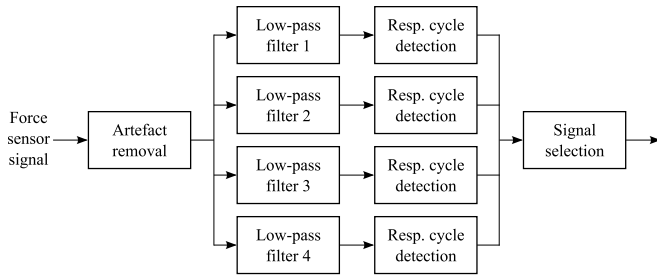 Force
sensor
signal
Artefact
removal
Low-pass
filter 1
Resp. cycle
detection
Low-pass
filter 2
Resp. cycle
detection
Low-pass
filter 3
Resp. cycle
detection
Low-pass
filter 4
Resp. cycle
detection
Signal
selection